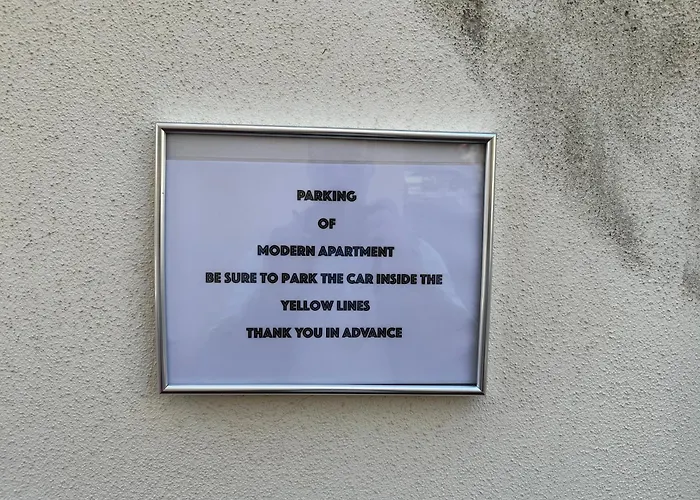 PARKING
OF
MODERN APARTMENT
BE SURE TO PARK THE CAR INSIDE THE
YELLOW LINES
THANK YOU IN ADVANCE